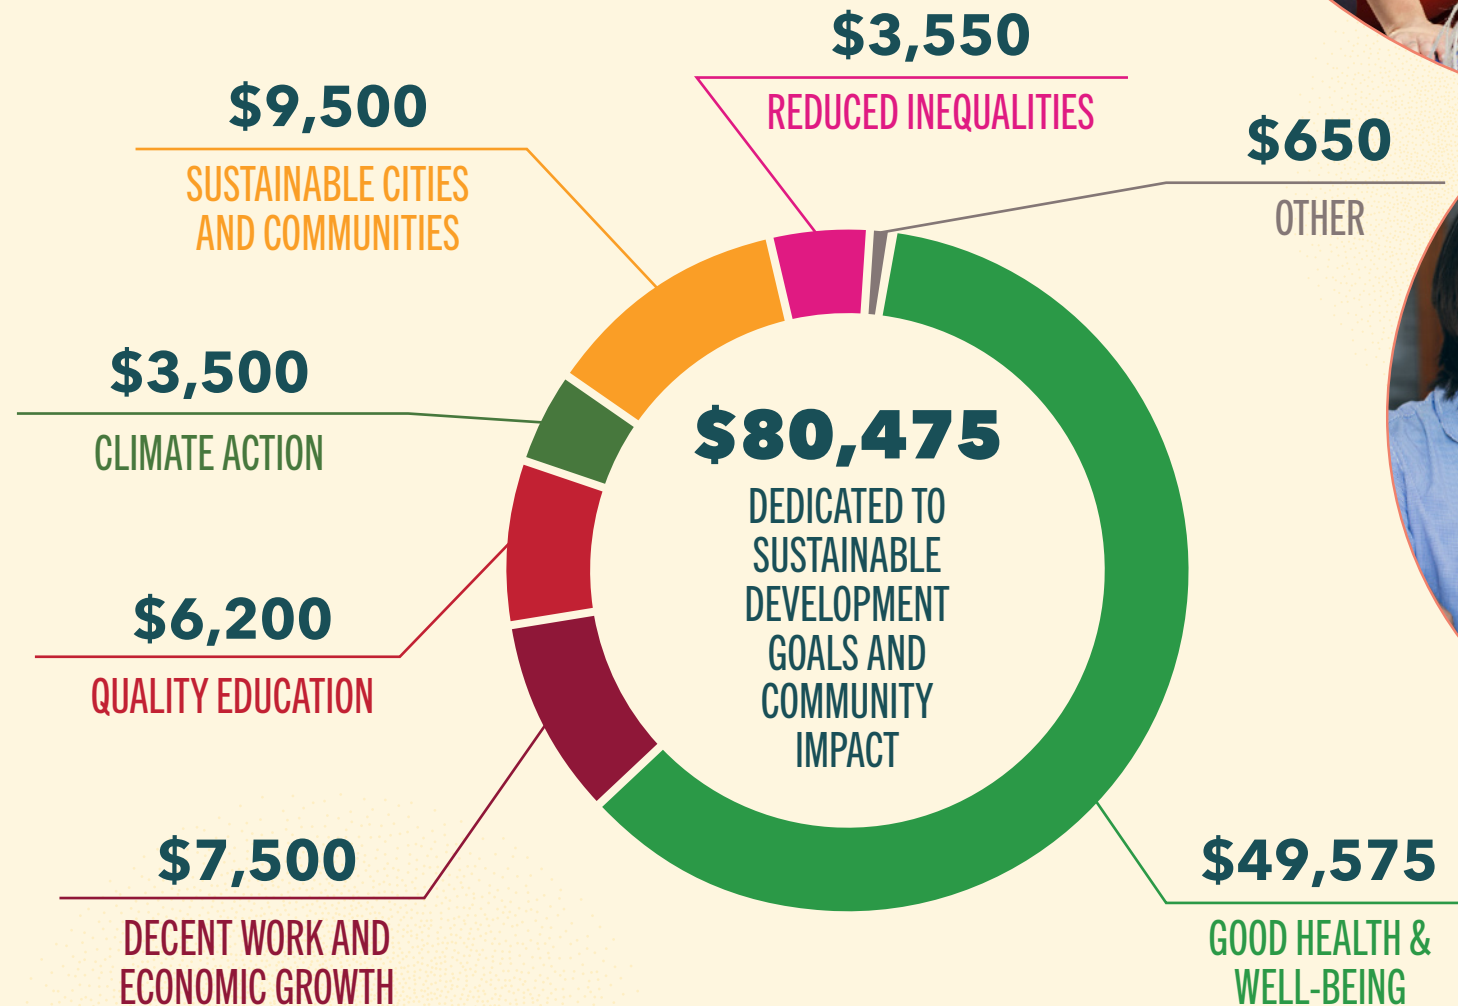 $3,550
REDUCED INEQUALITIES
$9,500
SUSTAINABLE CITIES
AND COMMUNITIES
$650
OTHER
$3,500
CLIMATE ACTION
$80,475
DEDICATED TO
SUSTAINABLE
DEVELOPMENT
GOALS AND
COMMUNITY
IMPACT
$6,200
QUALITY EDUCATION
$7,500
DECENT WORK AND
ECONOMIC GROWTH
$49,575
GOOD HEALTH &
WELL-BEING